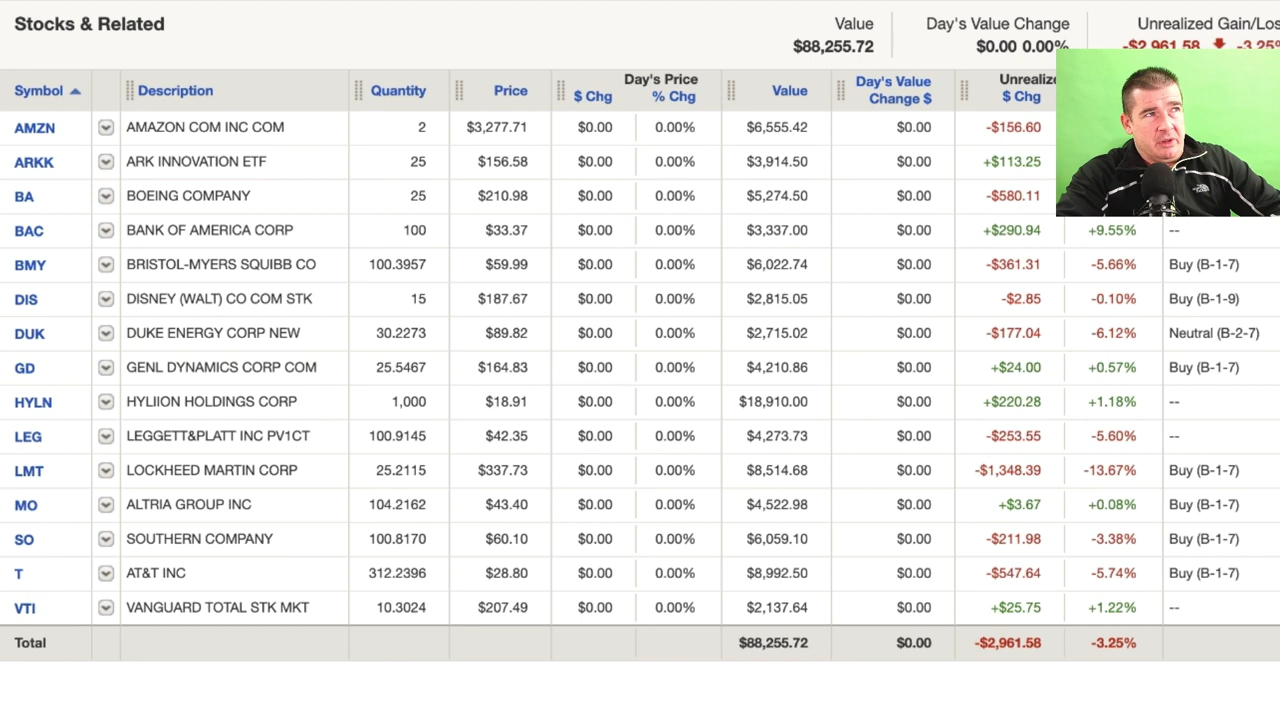 Stocks & Related Value Day's Value Change Unrealized Gain/Los
$88,255.72 $0.00 0.00% -$2,961.58 -3.25%
Symbol Description Quantity Price Day's Price $ Chg % Chg Value Day's Value Change $ Unrealize $ Chg
AMZN AMAZON COM INC COM 2 $3,277.71 $0.00 0.00% $6,555.42 $0.00 -$156.60
ARKK ARK INNOVATION ETF 25 $156.58 $0.00 0.00% $3,914.50 $0.00 +$113.25
BA BOEING COMPANY 25 $210.98 $0.00 0.00% $5,274.50 $0.00 -$580.11
BAC BANK OF AMERICA CORP 100 $33.37 $0.00 0.00% $3,337.00 $0.00 +$290.94 +9.55% --
BMY BRISTOL-MYERS SQUIBB CO 100.3957 $59.99 $0.00 0.00% $6,022.74 $0.00 -$361.31 -5.66% Buy (B-1-7)
DIS DISNEY (WALT) CO COM STK 15 $187.67 $0.00 0.00% $2,815.05 $0.00 -$2.85 -0.10% Buy (B-1-9)
DUK DUKE ENERGY CORP NEW 30.2273 $89.82 $0.00 0.00% $2,715.02 $0.00 -$177.04 -6.12% Neutral (B-2-7)
GD GENL DYNAMICS CORP COM 25.5467 $164.83 $0.00 0.00% $4,210.86 $0.00 +$24.00 +0.57% Buy (B-1-7)
HYLN HYLIION HOLDINGS CORP 1,000 $18.91 $0.00 0.00% $18,910.00 $0.00 +$220.28 +1.18% --
LEG LEGGETT&PLATT INC PV1CT 100.9145 $42.35 $0.00 0.00% $4,273.73 $0.00 -$253.55 -5.60% --
LMT LOCKHEED MARTIN CORP 25.2115 $337.73 $0.00 0.00% $8,514.68 $0.00 -$1,348.39 -13.67% Buy (B-1-7)
MO ALTRIA GROUP INC 104.2162 $43.40 $0.00 0.00% $4,522.98 $0.00 +$3.67 +0.08% Buy (B-1-7)
SO SOUTHERN COMPANY 100.8170 $60.10 $0.00 0.00% $6,059.10 $0.00 -$211.98 -3.38% Buy (B-1-7)
T AT&T INC 312.2396 $28.80 $0.00 0.00% $8,992.50 $0.00 -$547.64 -5.74% Buy (B-1-7)
VTI VANGUARD TOTAL STK MKT 10.3024 $207.49 $0.00 0.00% $2,137.64 $0.00 +$25.75 +1.22% --
Total $88,255.72 $0.00 -$2,961.58 -3.25%